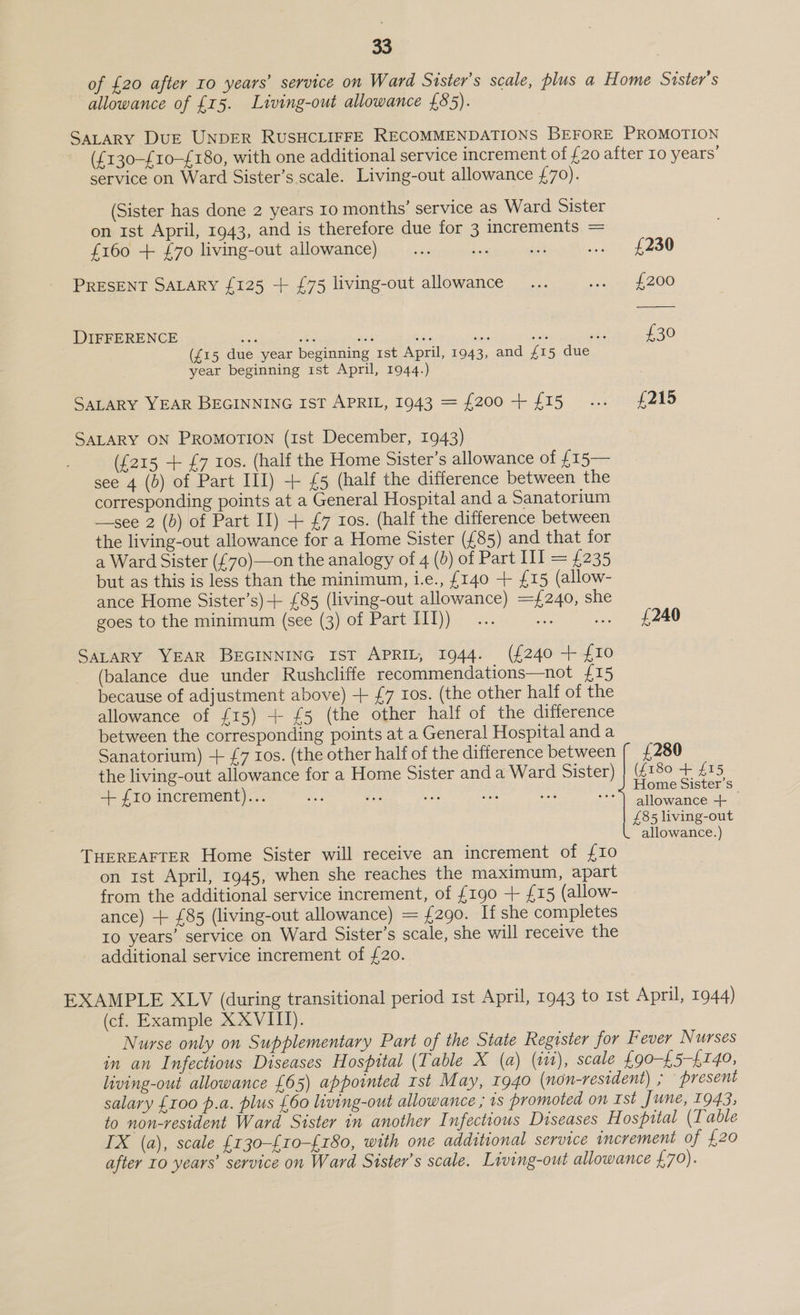 33
of £20 after 10 years' service on Ward Sister's scale, plus a Home Sister's
allowance of £15. Living-out allowance £85).
SALARY DUE UNDER RUSHCLIFFE RECOMMENDATIONS BEFORE PROMOTION
(£130–£10–£180, with one additional service increment of £20 after 10 years'
service on Ward Sister's scale. Living-out allowance £70).
(Sister has done 2 years 10 months' service as Ward Sister
on 1st April, 1943, and is therefore due for 3 increments =
£160 + £70 living-out allowance) ... ... ... ... £230
PRESENT SALARY £125 + £75 living-out allowance ... ... £200
DIFFERENCE ... ... ... ... ... ... ... £30
(£15 due year beginning 1st April, 1943, and £15 due
year beginning 1st April, 1944.)
SALARY YEAR BEGINNING 1ST APRIL, 1943 = £200 + £15 ... £215
SALARY ON PROMOTION (1st December, 1943)
(£215 + £7 10s. (half the Home Sister's allowance of £15—
see 4 (b) of Part III) + £5 (half the difference between the
corresponding points at a General Hospital and a Sanatorium
—see 2 (b) of Part II) + £7 10s. (half the difference between
the living-out allowance for a Home Sister (£85) and that for
a Ward Sister (£70)—on the analogy of 4 (b) of Part III = £235
but as this is less than the minimum, i.e., £140 + £15 (allow-
ance Home Sister's) + £85 (living-out allowance) =£240, she
goes to the minimum (see (3) of Part III)) ... ... ... £240
SALARY YEAR BEGINNING 1ST APRIL, 1944. (£240 + £10
(balance due under Rushcliffe recommendations—not £15
because of adjustment above) + £7 10s. (the other half of the
allowance of £15) + £5 (the other half of the difference
between the corresponding points at a General Hospital and a
Sanatorium) + £7 10s. (the other half of the difference between £280
the living-out allowance for a Home Sister and a Ward Sister) (£180 + £15
+ £10 increment)... ... ... ... ... ... ... Home Sister's
allowance +
£85 living-out
allowance.)
THEREAFTER Home Sister will receive an increment of £10
on 1st April, 1945, when she reaches the maximum, apart
from the additional service increment, of £190 + £15 (allow-
ance) + £85 (living-out allowance) = £290. If she completes
10 years' service on Ward Sister's scale, she will receive the
additional service increment of £20.
EXAMPLE XLV (during transitional period 1st April, 1943 to 1st April, 1944)
(cf. Example XXVIII).
Nurse only on Supplementary Part of the State Register for Fever Nurses
in an Infectious Diseases Hospital (Table X (a) (iii), scale £90–£5–£140,
living-out allowance £65) appointed 1st May, 1940 (non-resident) ; present
salary £100 p.a. plus £60 living-out allowance ; is promoted on 1st June, 1943,
to non-resident Ward Sister in another Infectious Diseases Hospital (Table
IX (a), scale £130–£10–£180, with one additional service increment of £20
after 10 years' service on Ward Sister's scale. Living-out allowance £70).